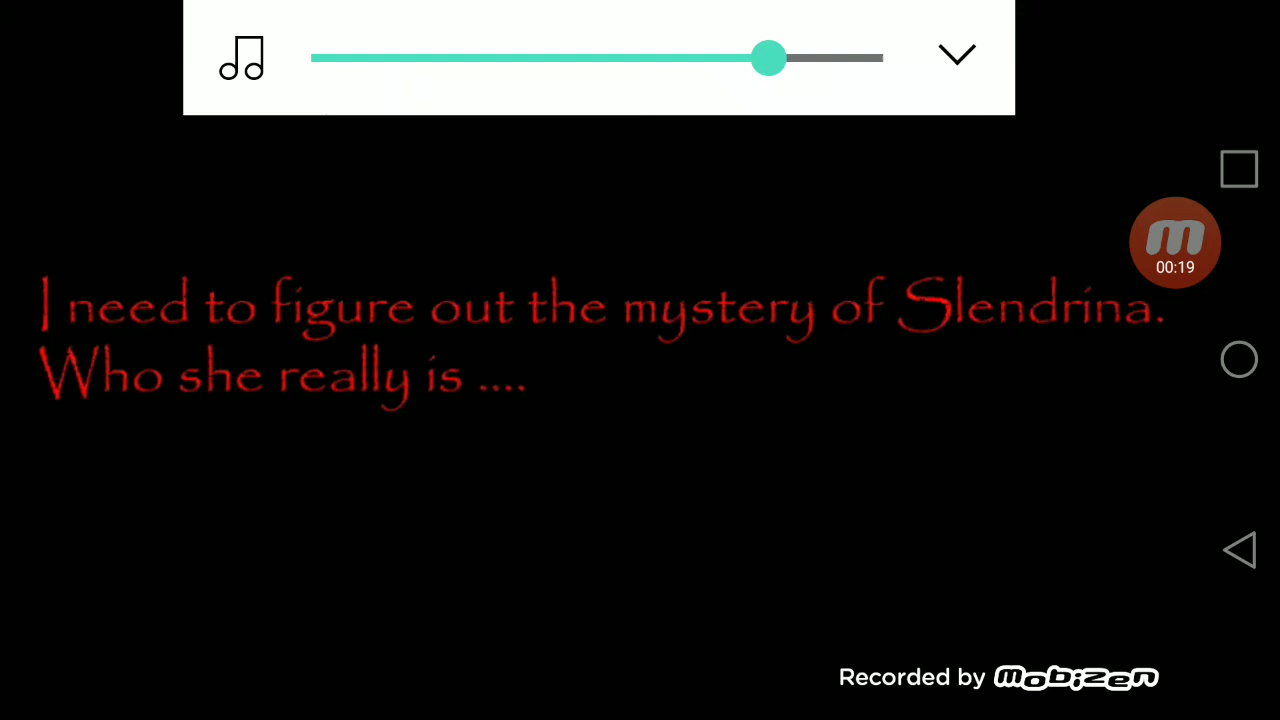 00:19
I need to figure out the mystery of Slendrina.
Who she really is ....
Recorded by mobizen